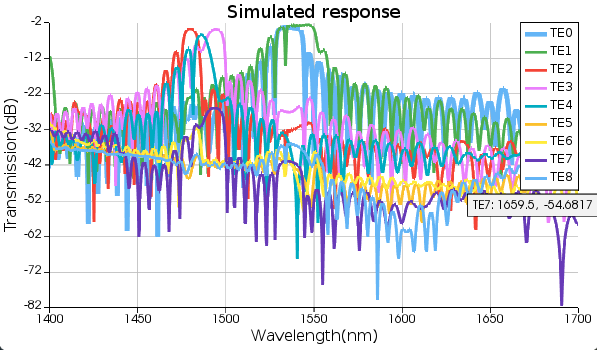 Simulated response
-2
-12
-22
-32
-42
-52
-62
-72
-82
Transmission(dB)
TE0
TE1
TE2
TE3
TE4
TE5
TE6
TE7
TE8
TE7: 1659.5, -54.6817
1400 1450 1500 1550 1600 1650 1700
Wavelength(nm)